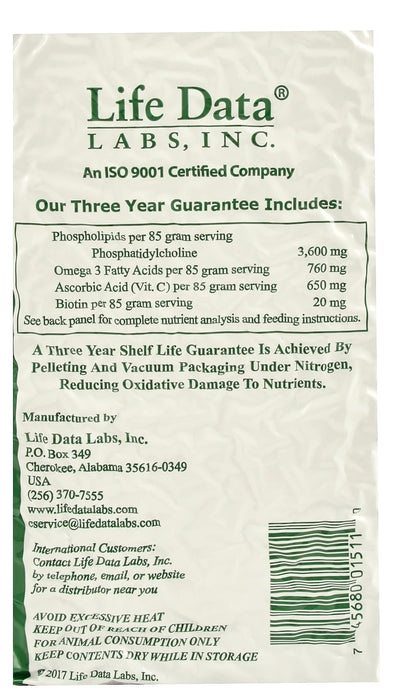 Life Data®
LABS, INC.
An ISO 9001 Certified Company
Our Three Year Guarantee Includes:
Phospholipids per 85 gram serving
Phosphatidylcholine 3,600 mg
Omega 3 Fatty Acids per 85 gram serving 760 mg
Ascorbic Acid (Vit. C) per 85 gram serving 650 mg
Biotin per 85 gram serving 20 mg
See back panel for complete nutrient analysis and feeding instructions.
A Three Year Shelf Life Guarantee Is Achieved By
Pelleting And Vacuum Packaging Under Nitrogen,
Reducing Oxidative Damage To Nutrients.
Manufactured by
Life Data Labs, Inc.
P.O. Box 349
Cherokee, Alabama 35616-0349
USA
(256) 370-7555
www.lifedatalabs.com
cservice@lifedatalabs.com
International Customers:
Contact Life Data Labs, Inc.
by telephone, email, or website
for a distributor near you
AVOID EXCESSIVE HEAT
KEEP OUT OF REACH OF CHILDREN
FOR ANIMAL CONSUMPTION ONLY
KEEP CONTENTS DRY WHILE IN STORAGE
©2017 Life Data Labs, Inc.
7 45680 01511